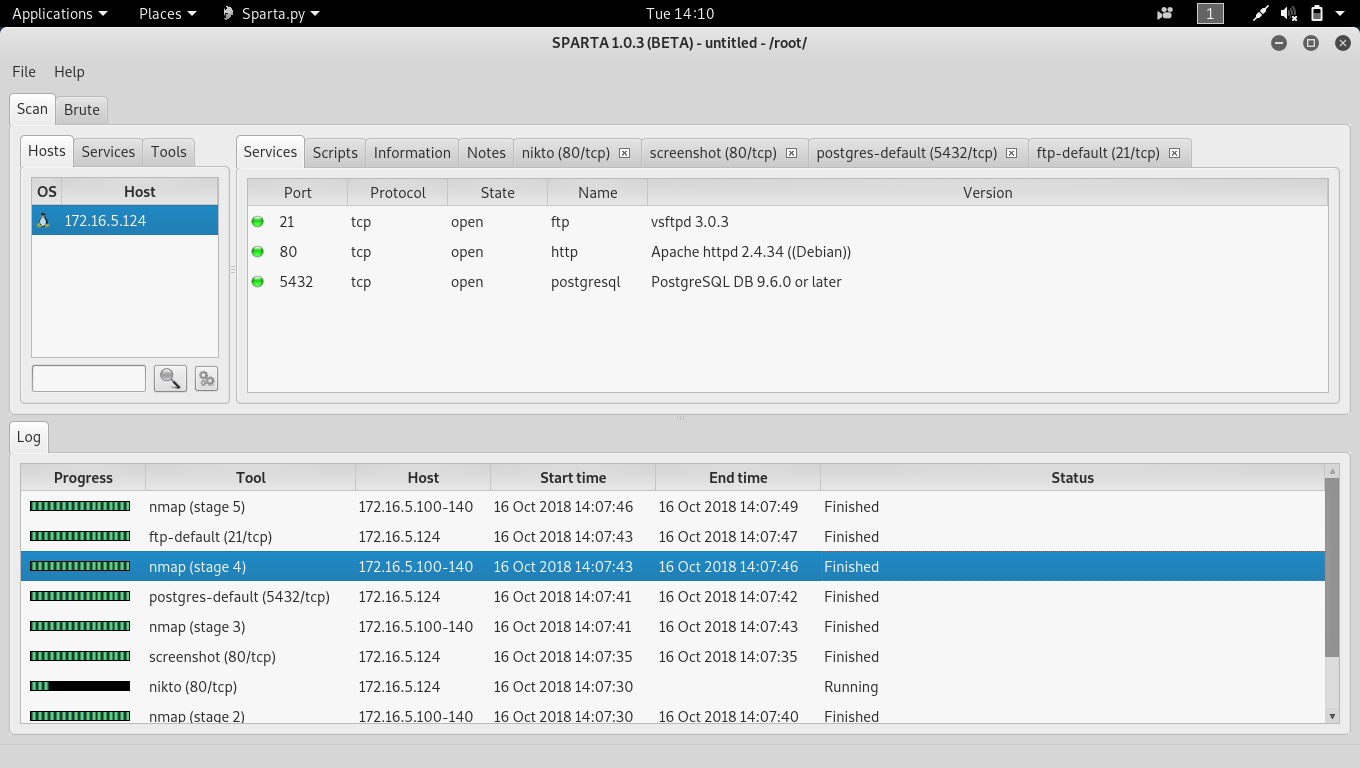 Applications Places Sparta.py Tue 14:10 1
SPARTA 1.0.3 (BETA) - untitled - /root/
File Help
Scan Brute
Hosts Services Tools
Services Scripts Information Notes nikto (80/tcp) screenshot (80/tcp) postgres-default (5432/tcp) ftp-default (21/tcp)
OS Host
172.16.5.124
Port Protocol State Name Version
21 tcp open ftp vsftpd 3.0.3
80 tcp open http Apache httpd 2.4.34 ((Debian))
5432 tcp open postgresql PostgreSQL DB 9.6.0 or later
Log
Progress Tool Host Start time End time Status
nmap (stage 5) 172.16.5.100-140 16 Oct 2018 14:07:46 16 Oct 2018 14:07:49 Finished
ftp-default (21/tcp) 172.16.5.124 16 Oct 2018 14:07:43 16 Oct 2018 14:07:47 Finished
nmap (stage 4) 172.16.5.100-140 16 Oct 2018 14:07:43 16 Oct 2018 14:07:46 Finished
postgres-default (5432/tcp) 172.16.5.124 16 Oct 2018 14:07:41 16 Oct 2018 14:07:42 Finished
nmap (stage 3) 172.16.5.100-140 16 Oct 2018 14:07:41 16 Oct 2018 14:07:43 Finished
screenshot (80/tcp) 172.16.5.124 16 Oct 2018 14:07:35 16 Oct 2018 14:07:35 Finished
nikto (80/tcp) 172.16.5.124 16 Oct 2018 14:07:30 Running
nmap (stage 2) 172.16.5.100-140 16 Oct 2018 14:07:30 16 Oct 2018 14:07:40 Finished